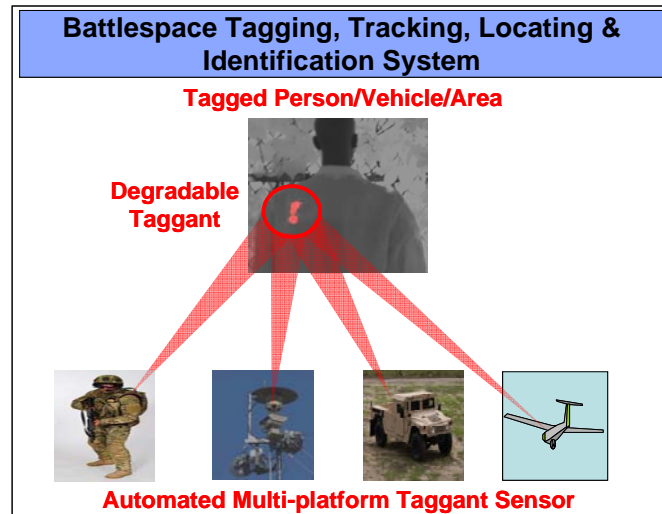 Battlespace Tagging, Tracking, Locating &
Identification System
Tagged Person/Vehicle/Area
Degradable
Taggant
Automated Multi-platform Taggant Sensor